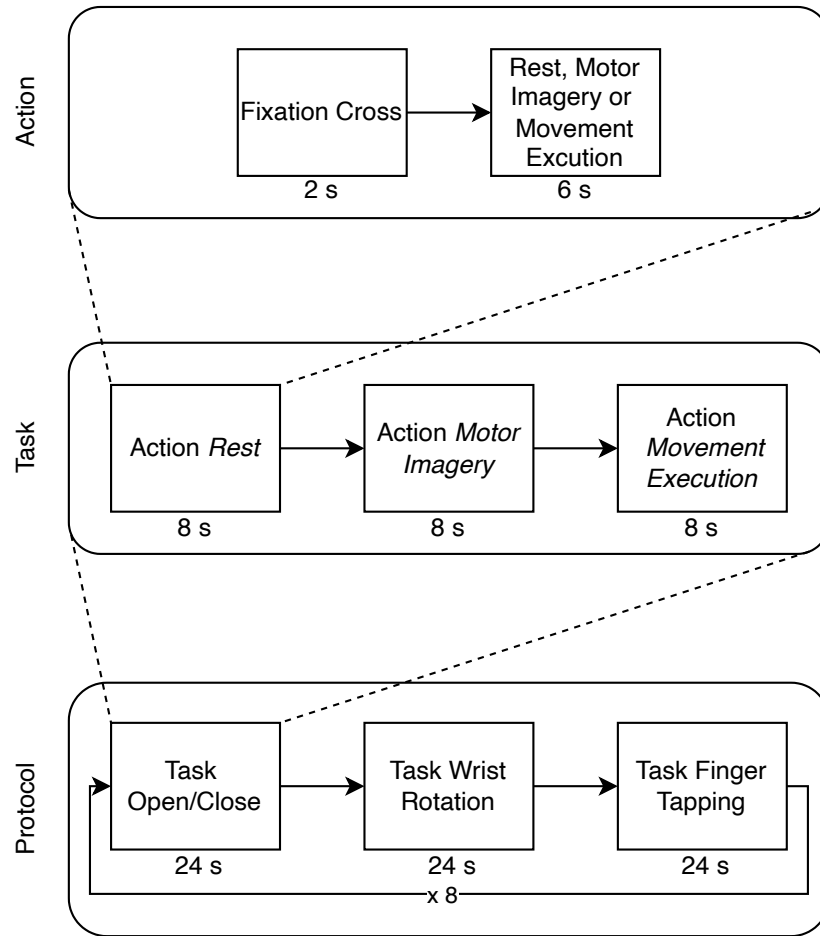 Action
Fixation Cross
Rest, Motor
Imagery or
Movement
Excution
2 s
6 s
Task
Action Rest
Action Motor
Imagery
Action
Movement
Execution
8 s
8 s
8 s
Protocol
Task
Open/Close
Task Wrist
Rotation
Task Finger
Tapping
24 s
24 s
24 s
x 8